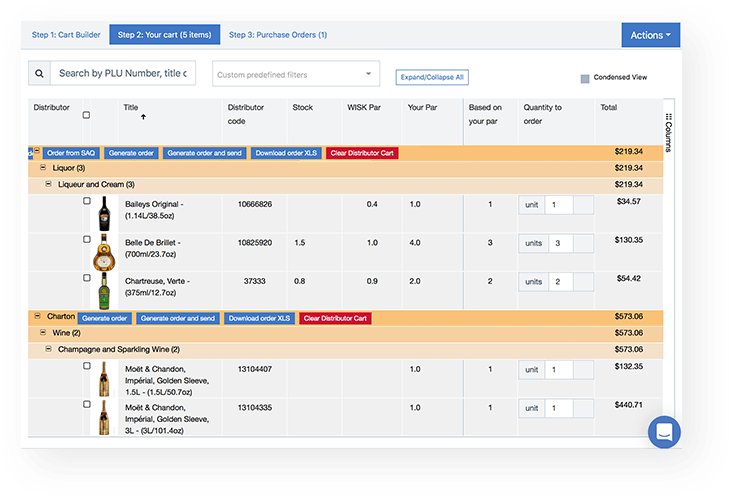 Step 1: Cart Builder Step 2: Your cart (5 items) Step 3: Purchase Orders (1) Actions
Search by PLU Number, title c Custom predefined filters Expand/Collapse All Condensed View
Distributor Title Distributor code Stock WISK Par Your Par Based on your par Quantity to order Total
Columns
Order from SAQ Generate order Generate order and send Download order XLS Clear Distributor Cart $219.34
Liquor (3) $219.34
Liqueur and Cream (3) $219.34
Baileys Original - (1.14L/38.5oz) 10666826 0.4 1.0 1 unit 1 $34.57
Belle De Brillet - (700ml/23.7oz) 10825920 1.5 1.0 4.0 3 units 3 $130.35
Chartreuse, Verte - (375ml/12.7oz) 37333 0.8 0.9 2.0 2 units 2 $54.42
Charton Generate order Generate order and send Download order XLS Clear Distributor Cart $573.06
Wine (2) $573.06
Champagne and Sparkling Wine (2) $573.06
Moët & Chandon, Impérial, Golden Sleeve, 1.5L - (1.5L/50.7oz) 13104407 1.0 1 unit 1 $132.35
Moët & Chandon, Impérial, Golden Sleeve, 3L - (3L/101.4oz) 13104335 1.0 1 unit 1 $440.71